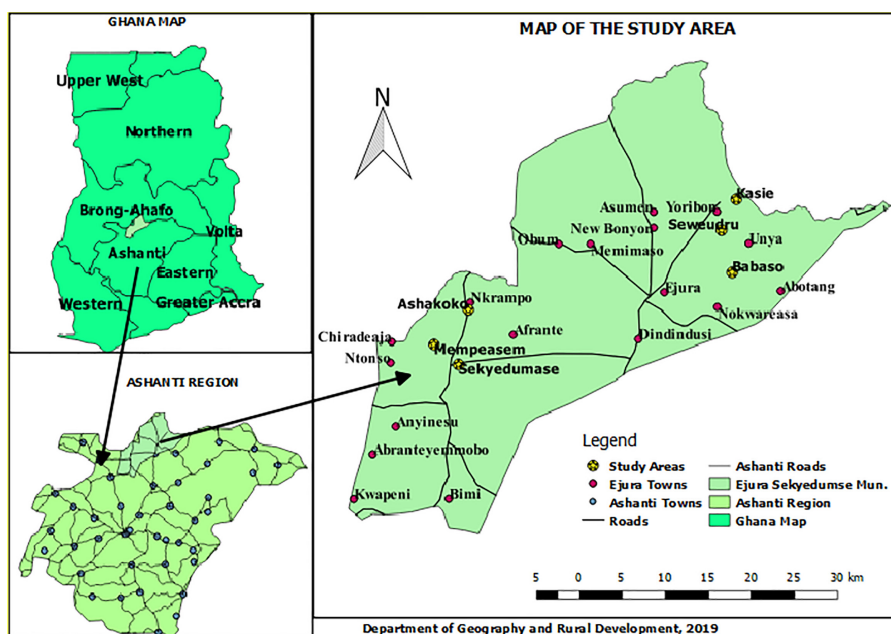 GHANA MAP
Upper West
Northern
Brong-Ahafo
Volta
Ashanti
Eastern
Western
Greater Accra
ASHANTI REGION
MAP OF THE STUDY AREA
N
Kasie
Asumen
Yoribon
New Bonyon
Seweudru
Obum
Memimaso
Unya
Babaso
Ejura
Abotang
Nkrampo
Ashakoko
Nokwareasa
Afrante
Dindindusi
Chiradeaja
Mempeasem
Ntonso
Sekyedumase
Anyinesu
Abranteyemmobo
Kwapeni
Bimi
Legend
Study Areas
Ejura Towns
Ashanti Towns
Roads
Ashanti Roads
Ejura Sekyedumse Mun.
Ashanti Region
Ghana Map
5 0 5 10 15 20 25 30 km
Department of Geography and Rural Development, 2019